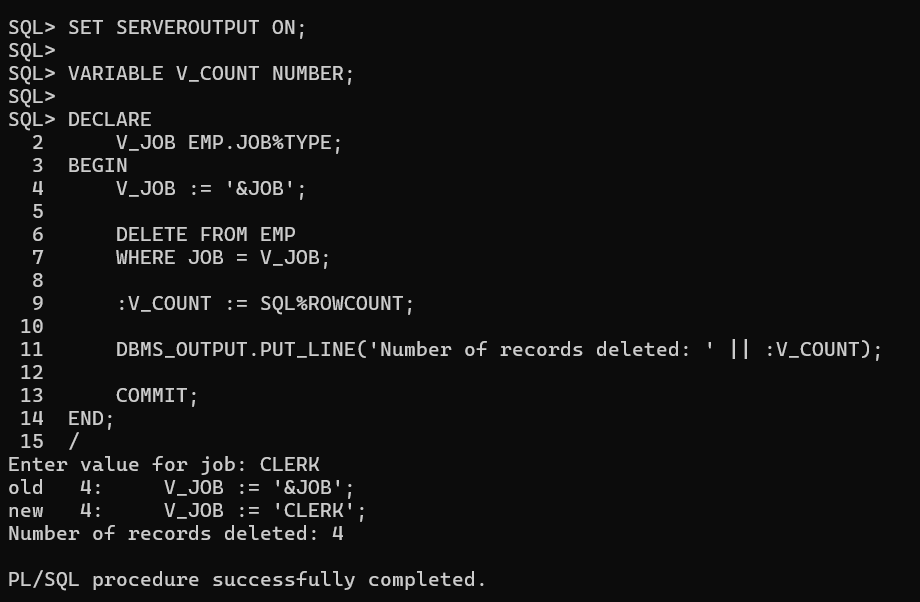 SQL> SET SERVEROUTPUT ON;
SQL>
SQL> VARIABLE V_COUNT NUMBER;
SQL>
SQL> DECLARE
  2      V_JOB EMP.JOB%TYPE;
  3  BEGIN
  4      V_JOB := '&JOB';
  5
  6      DELETE FROM EMP
  7      WHERE JOB = V_JOB;
  8
  9      :V_COUNT := SQL%ROWCOUNT;
 10
 11      DBMS_OUTPUT.PUT_LINE('Number of records deleted: ' || :V_COUNT);
 12
 13      COMMIT;
 14  END;
 15  /
Enter value for job: CLERK
old   4:     V_JOB := '&JOB';
new   4:     V_JOB := 'CLERK';
Number of records deleted: 4

PL/SQL procedure successfully completed.